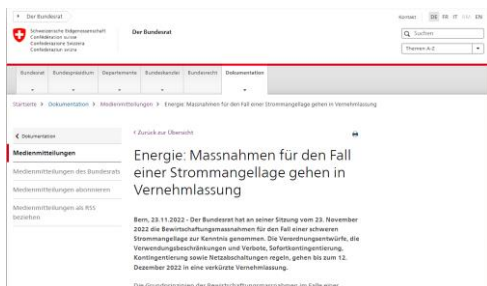 Der Bundesrat
Kontakt DE FR IT EN
Schweizerische Eidgenossenschaft
Confédération suisse
Confederazione Svizzera
Confederaziun svizra
Der Bundesrat
Suchen
Themen A-Z
Bundesrat Bundespräsidium Departemente Bundeskanzlei Bundesrecht Dokumentation
Startseite > Dokumentation > Medienmitteilungen > Energie: Massnahmen für den Fall einer Strommangellage gehen in Vernehmlassung
Dokumentation
Medienmitteilungen
Medienmitteilungen des Bundesrats
Medienmitteilungen abonnieren
Medienmitteilungen als RSS
beziehen
Zurück zur Übersicht
Energie: Massnahmen für den Fall
einer Strommangellage gehen in
Vernehmlassung
Bern, 23.11.2022 - Der Bundesrat hat an seiner Sitzung vom 23. November
2022 die Bewirtschaftungsmassnahmen für den Fall einer schweren
Strommangellage zur Kenntnis genommen. Die Verordnungsentwürfe, die
Verwendungsbeschränkungen und Verbote, Sofortkontingentierung,
Kontingentierung sowie Netzabschaltungen regeln, gehen bis zum 12.
Dezember 2022 in eine verkürzte Vernehmlassung.